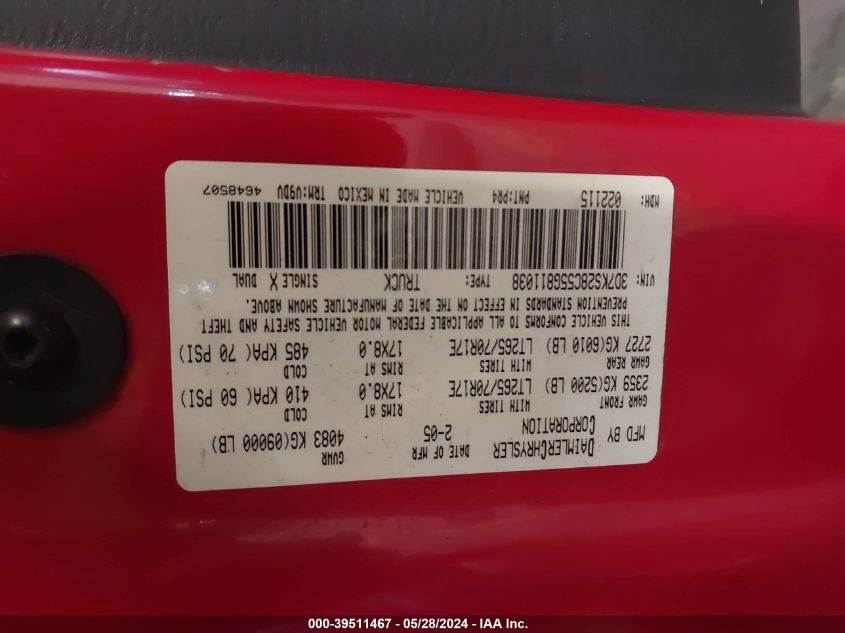 MFD BY DAIMLERCHRYSLER CORPORATION DATE OF MFR 2-05 GVWR 4083 KG(09000 LB)
GAWR FRONT WITH TIRES RIMS AT COLD
2359 KG(5200 LB) LT265/70R17E 17X8.0 410 KPA(60 PSI)
GAWR REAR WITH TIRES RIMS AT COLD
2727 KG(6010 LB) LT265/70R17E 17X8.0 485 KPA(70 PSI)
THIS VEHICLE CONFORMS TO ALL APPLICABLE FEDERAL MOTOR VEHICLE SAFETY AND THEFT
PREVENTION STANDARDS IN EFFECT ON THE DATE OF MANUFACTURE SHOWN ABOVE.
VIN: 3D7KS28C55G811038 TYPE: TRUCK SINGLE X DUAL
MDH: 022115 PNT:PR4 VEHICLE MADE IN MEXICO TRM:V9DV 4648507
000-39511467 - 05/28/2024 - IAA Inc.